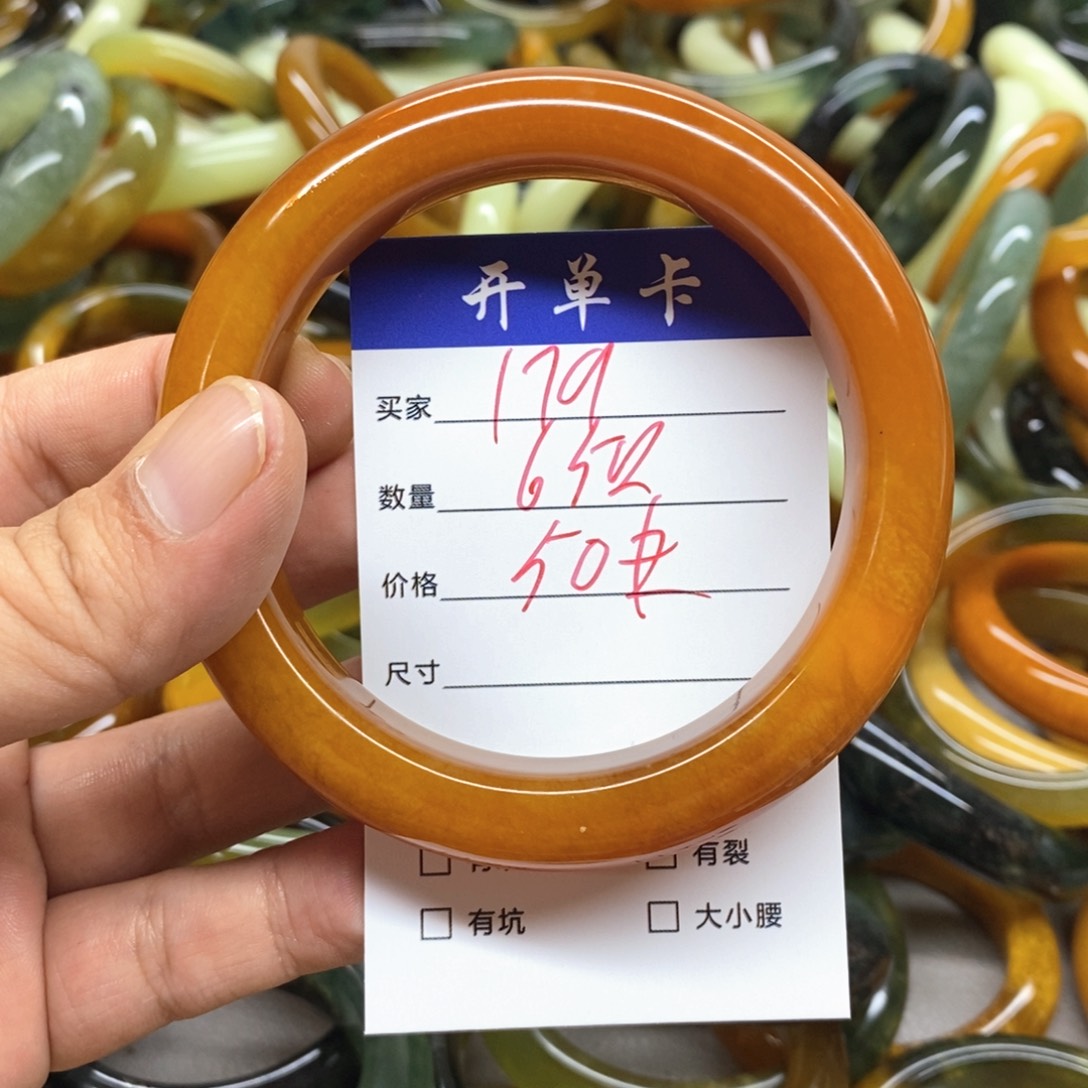 开单卡
买家 179
数量
价格 50
尺寸
□ 有裂
□ 有坑 □ 大小腰